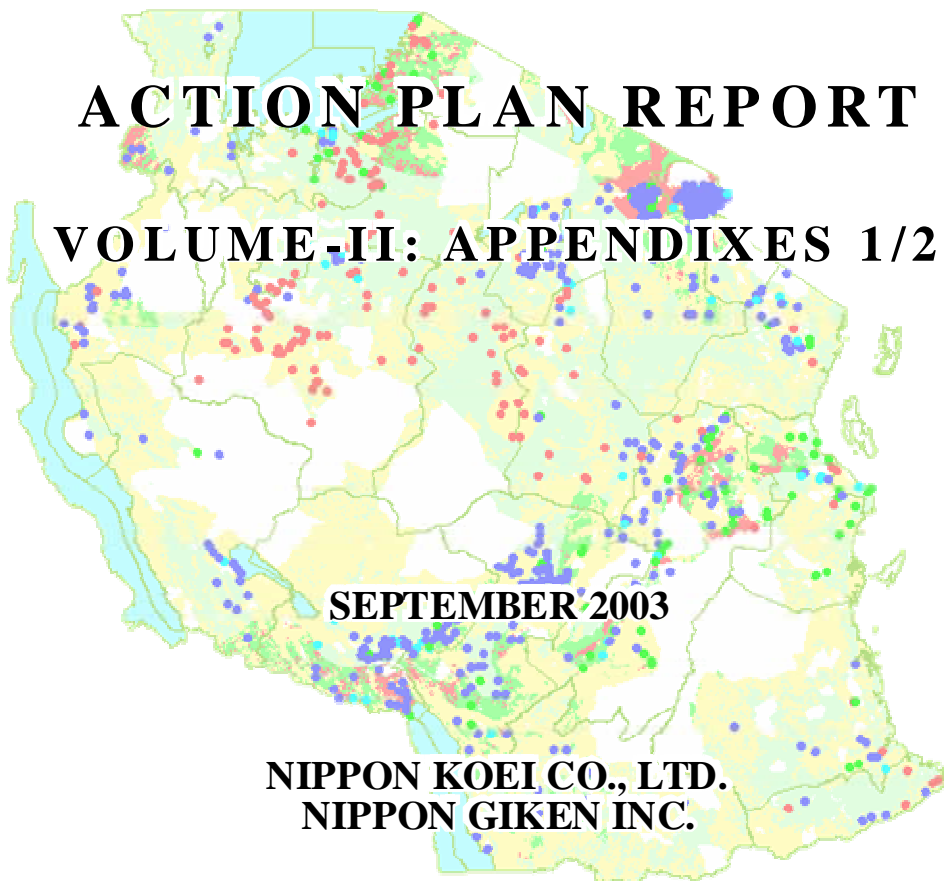 ACTION PLAN REPORT
VOLUME-II: APPENDIXES 1/2
SEPTEMBER 2003
NIPPON KOEI CO., LTD.
NIPPON GIKEN INC.